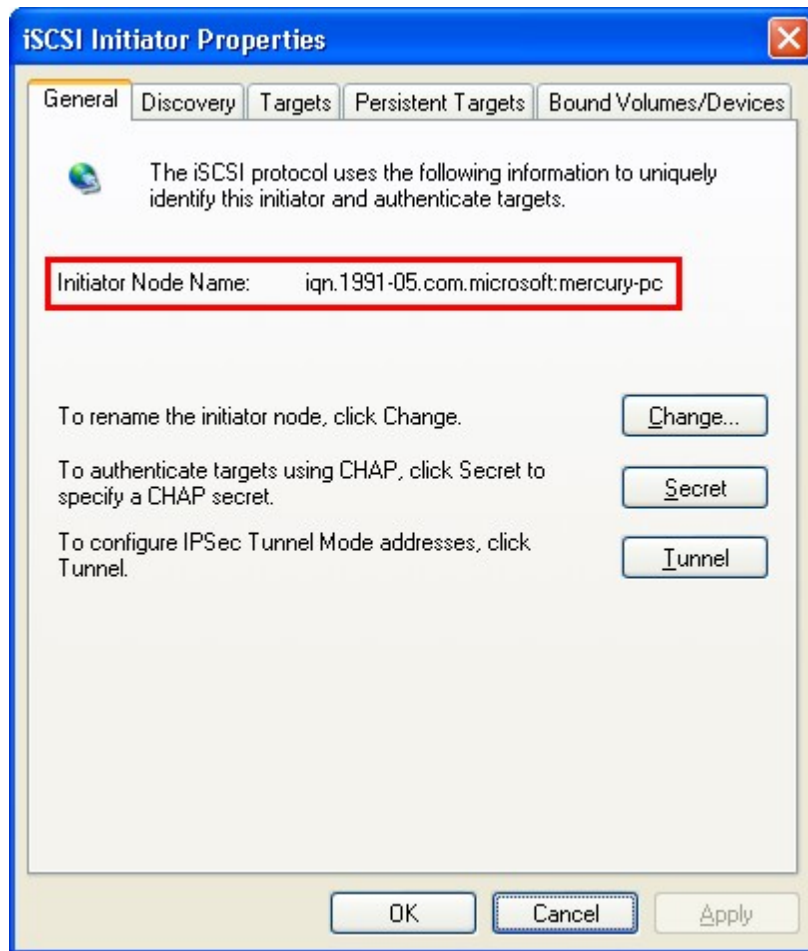 iSCSI Initiator Properties
General Discovery Targets Persistent Targets Bound Volumes/Devices
The iSCSI protocol uses the following information to uniquely
identify this initiator and authenticate targets.
Initiator Node Name: iqn.1991-05.com.microsoft:mercury-pc
To rename the initiator node, click Change.
Change...
To authenticate targets using CHAP, click Secret to
specify a CHAP secret.
Secret
To configure IPSec Tunnel Mode addresses, click
Tunnel.
Tunnel
OK Cancel Apply